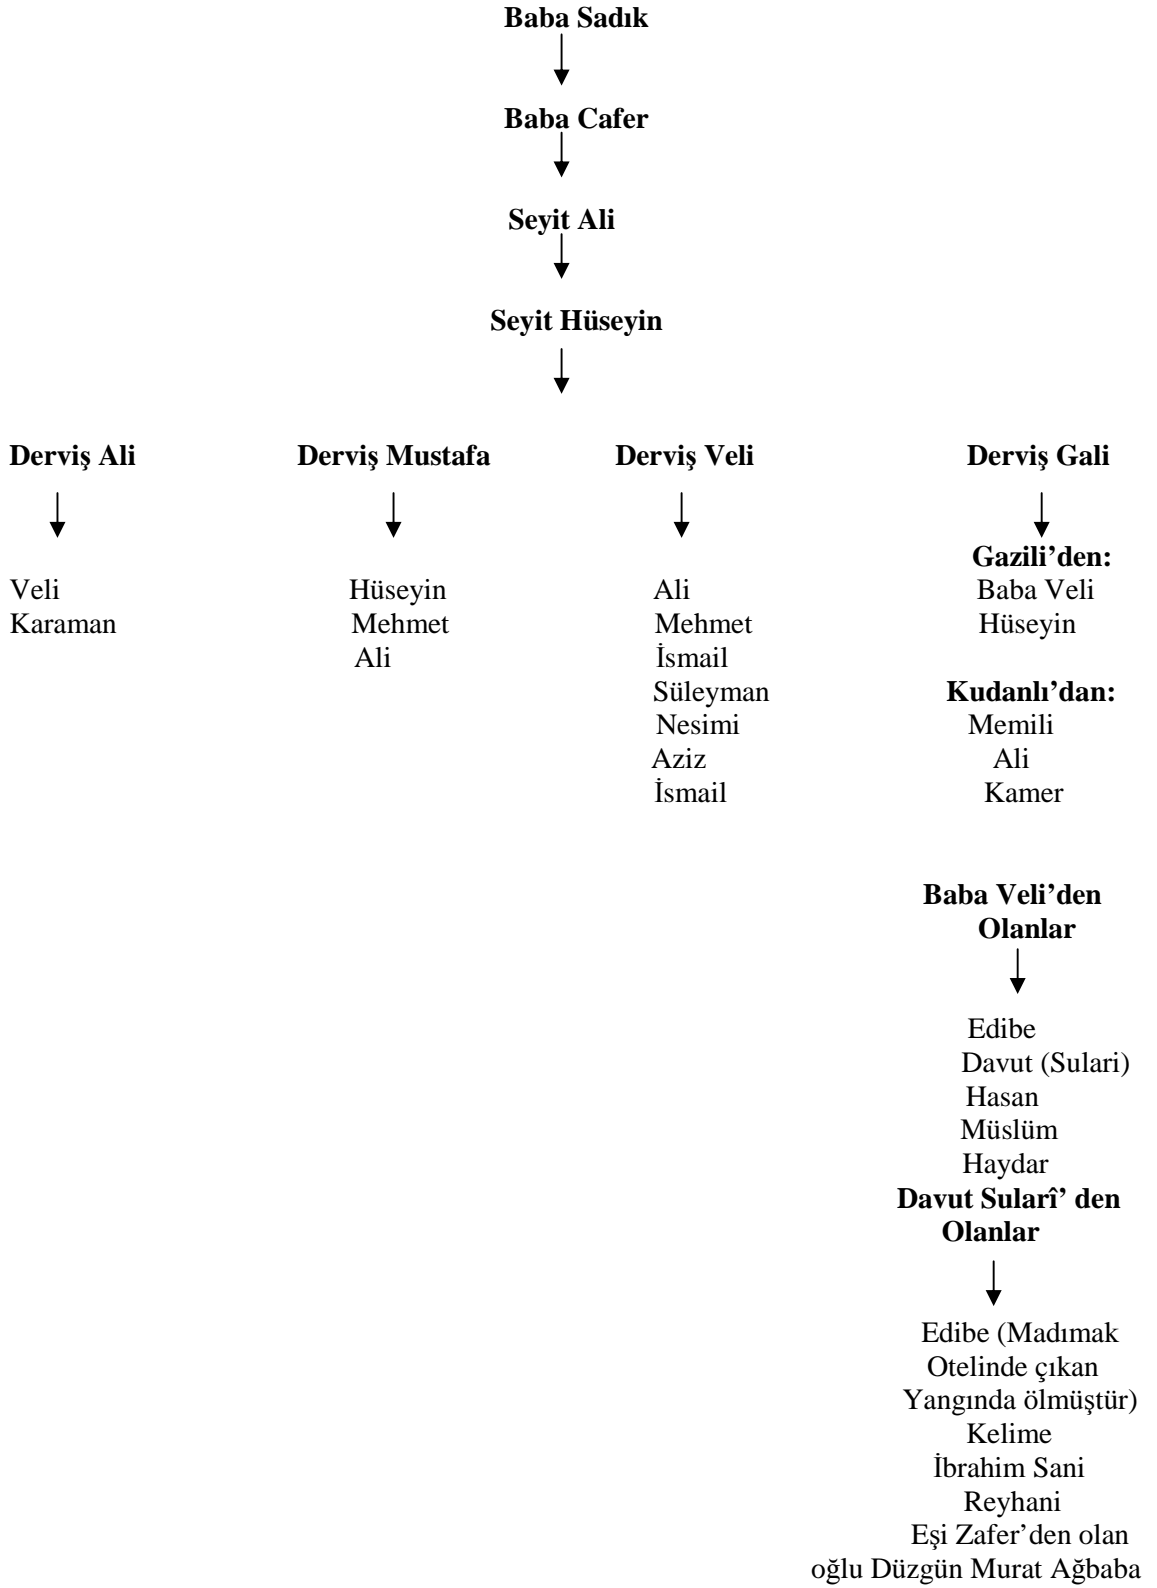 Baba Sadık
Baba Cafer
Seyit Ali
Seyit Hüseyin
Derviş Ali
Veli
Karaman
Derviş Mustafa
Hüseyin
Mehmet
Ali
Derviş Veli
Ali
Mehmet
İsmail
Süleyman
Nesimi
Aziz
İsmail
Derviş Gali
Gazili’den:
Baba Veli
Hüseyin
Kudanlı’dan:
Memili
Ali
Kamer
Baba Veli’den
Olanlar
Edibe
Davut (Sulari)
Hasan
Müslüm
Haydar
Davut Sularî’ den
Olanlar
Edibe (Madımak
Otelinde çıkan
Yangında ölmüştür)
Kelime
İbrahim Sani
Reyhani
Eşi Zafer’den olan
oğlu Düzgün Murat Ağbaba